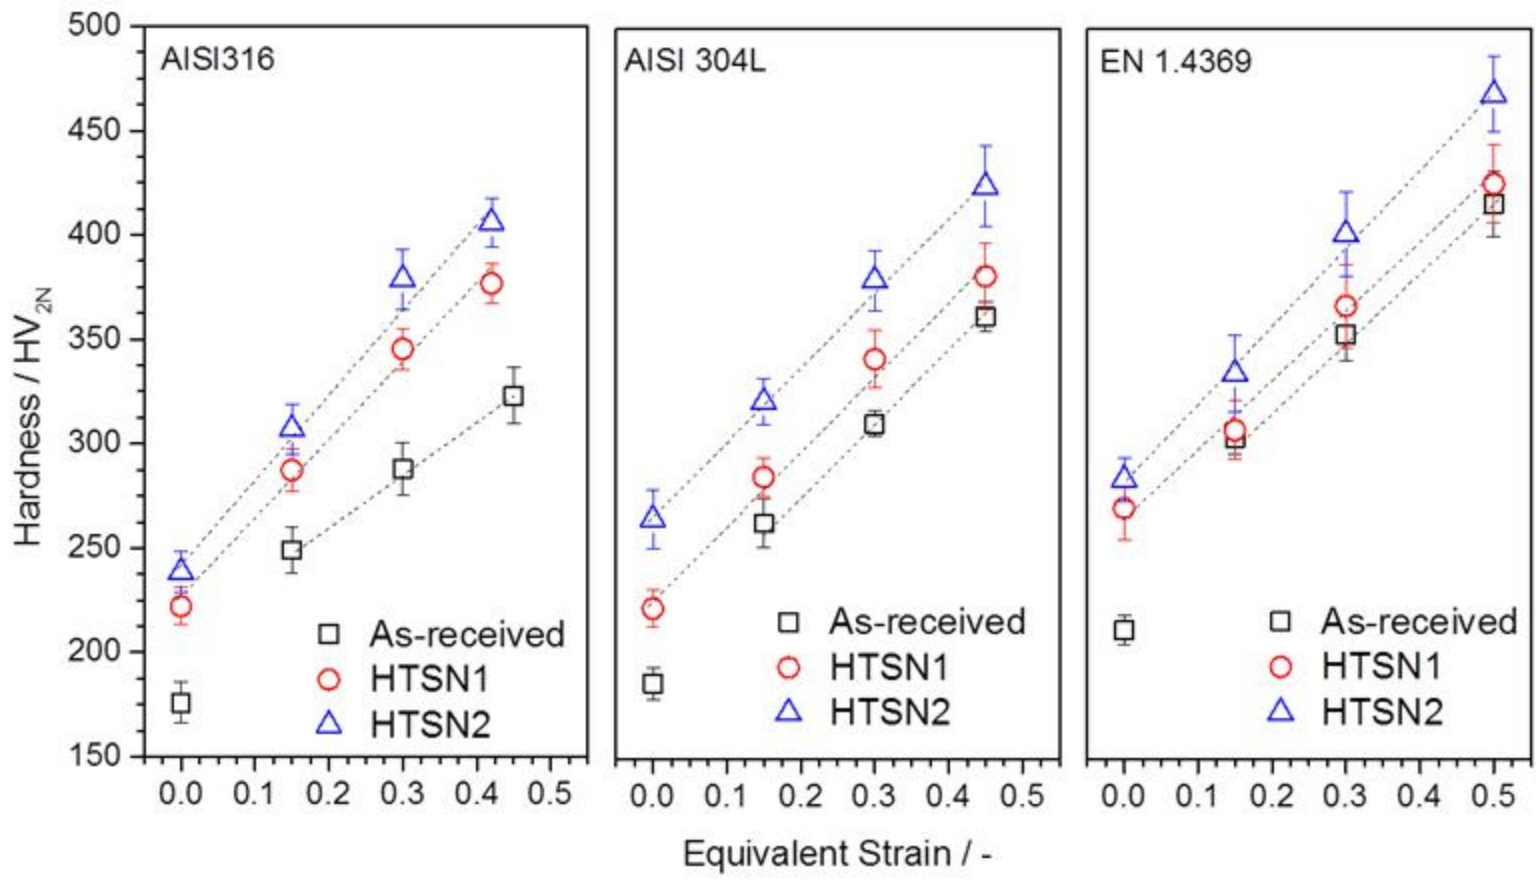 500
450
400
350
300
250
200
150
Hardness / HV2N
AISI316
As-received
HTSN1
HTSN2
0.0 0.1 0.2 0.3 0.4 0.5
AISI 304L
As-received
HTSN1
HTSN2
0.0 0.1 0.2 0.3 0.4 0.5
EN 1.4369
As-received
HTSN1
HTSN2
0.0 0.1 0.2 0.3 0.4 0.5
Equivalent Strain / -